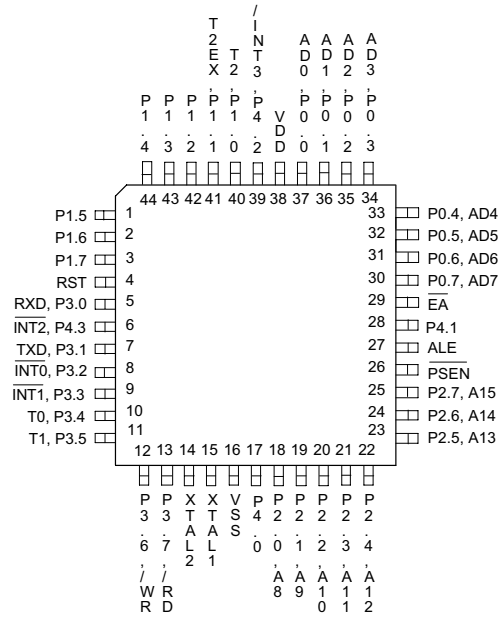 P1.4
P1.3
P1.2
T2EX, P1.1
T2, P1.0
/INT3, P4.2
VDD
AD0, P0.0
AD1, P0.1
AD2, P0.2
AD3, P0.3
44 43 42 41 40 39 38 37 36 35 34
P1.5 1
P1.6 2
P1.7 3
RST 4
RXD, P3.0 5
INT2, P4.3 6
TXD, P3.1 7
INT0, P3.2 8
INT1, P3.3 9
T0, P3.4 10
T1, P3.5 11
33 P0.4, AD4
32 P0.5, AD5
31 P0.6, AD6
30 P0.7, AD7
29 EA
28 P4.1
27 ALE
26 PSEN
25 P2.7, A15
24 P2.6, A14
23 P2.5, A13
12 13 14 15 16 17 18 19 20 21 22
P3.6, /WR
P3.7, /RD
XTAL2
XTAL1
VSS
P4.0
P2.0, A8
P2.1, A9
P2.2, A10
P2.3, A11
P2.4, A12